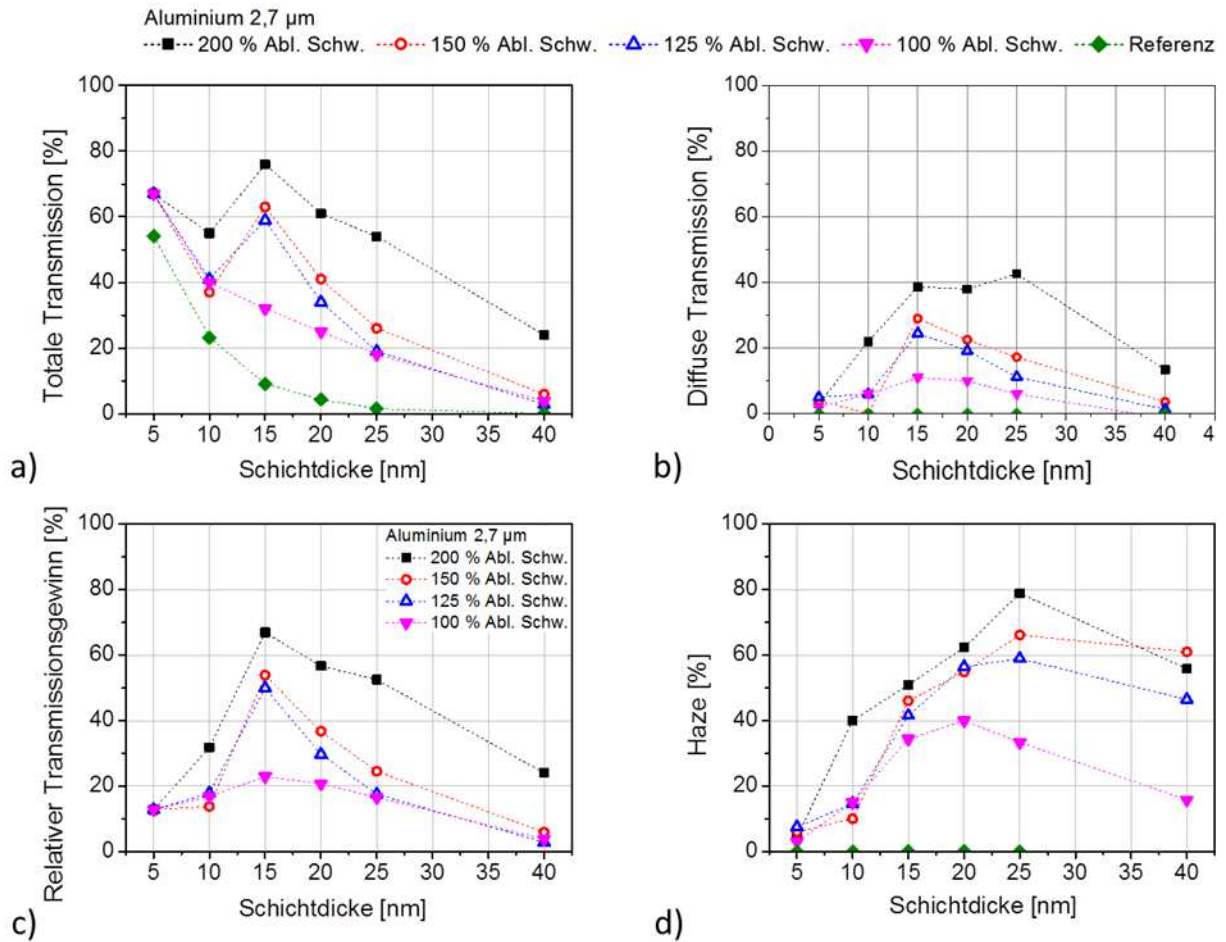 Aluminium 2,7 µm
200 % Abl. Schw. 150 % Abl. Schw. 125 % Abl. Schw. 100 % Abl. Schw. Referenz
Totale Transmission [%]
100
80
60
40
20
0
5 10 15 20 25 30 35 40
Schichtdicke [nm]
a)
Diffuse Transmission [%]
100
80
60
40
20
0
0 5 10 15 20 25 30 35 40 4
Schichtdicke [nm]
b)
Relativer Transmissionsgewinn [%]
100
80
60
40
20
0
Aluminium 2,7 µm
200 % Abl. Schw.
150 % Abl. Schw.
125 % Abl. Schw.
100 % Abl. Schw.
5 10 15 20 25 30 35 40
Schichtdicke [nm]
c)
Haze [%]
100
80
60
40
20
0
5 10 15 20 25 30 35 40
Schichtdicke [nm]
d)